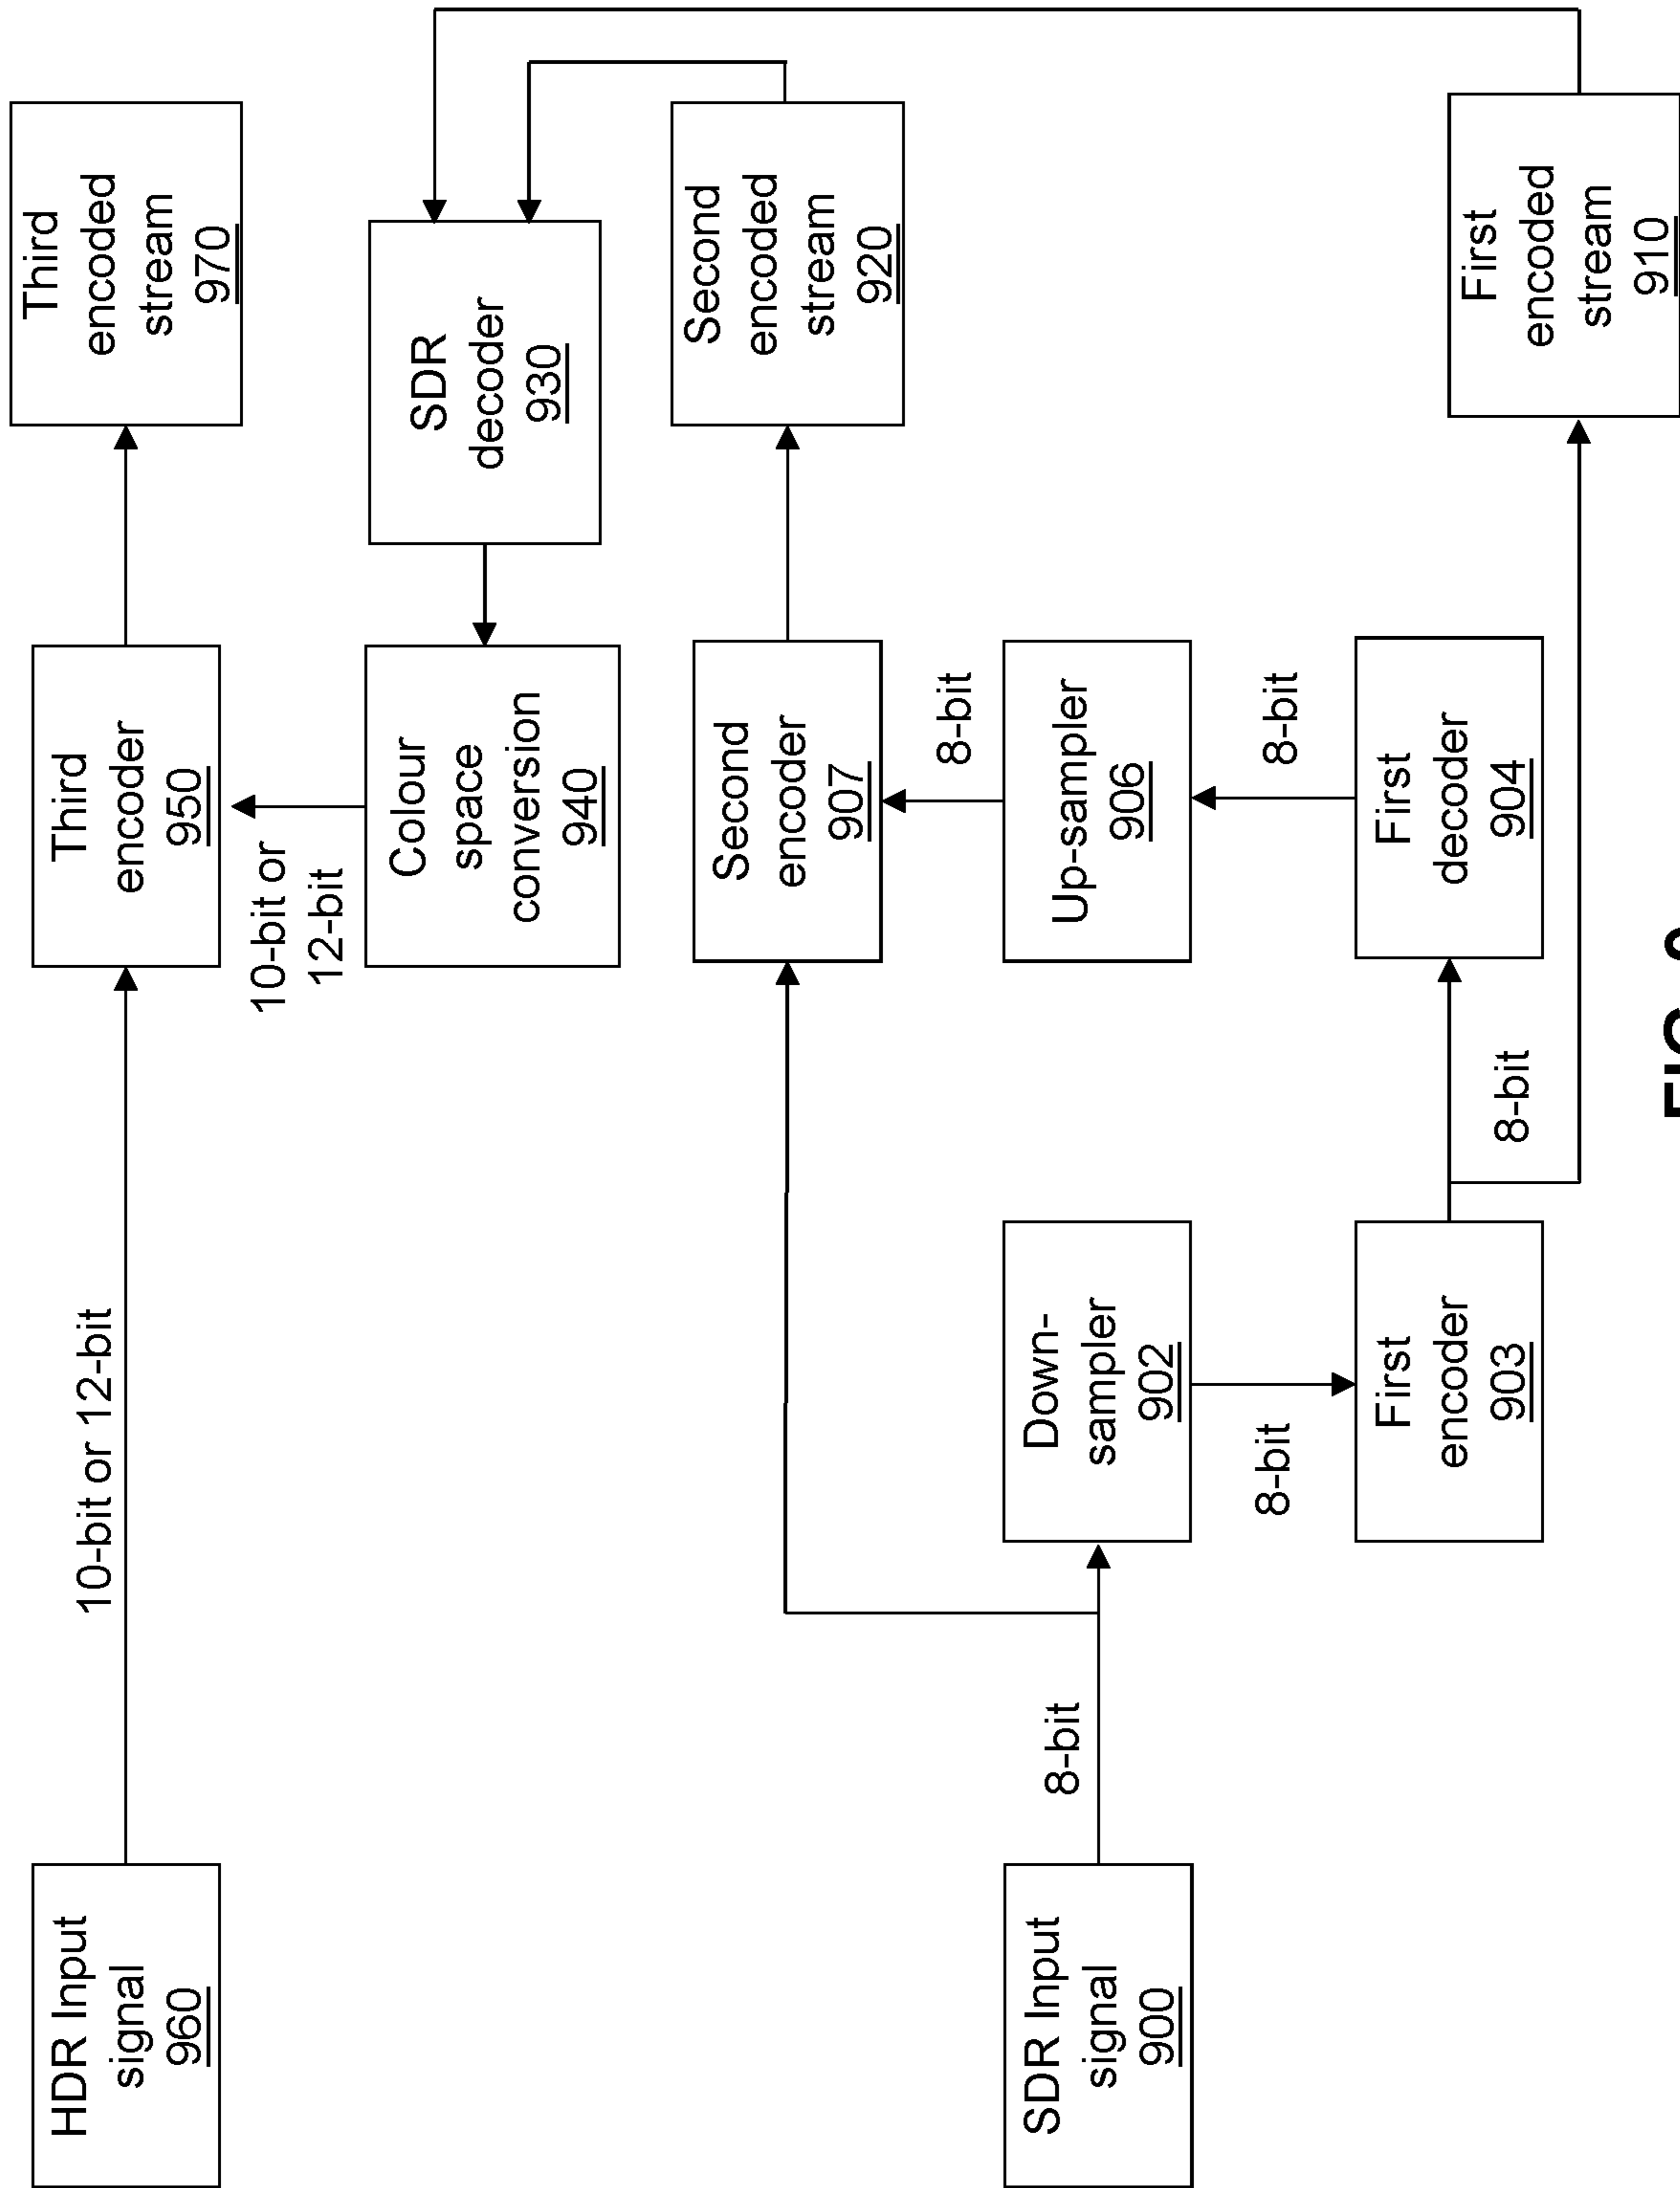 HDR Input
signal
960
10-bit or 12-bit
Third
encoder
950
Third
encoded
stream
970
10-bit or
12-bit
Colour
space
conversion
940
SDR
decoder
930
Second
encoder
907
Second
encoded
stream
920
8-bit
SDR Input
signal
900
8-bit
Down-
sampler
902
Up-sampler
906
8-bit
8-bit
First
encoder
903
8-bit
First
decoder
904
First
encoded
stream
910
FIG.